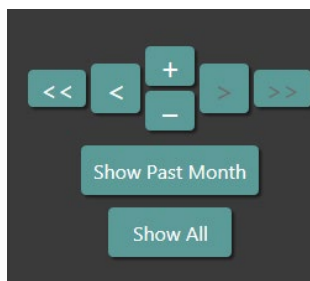 << < + > >>
−
Show Past Month
Show All